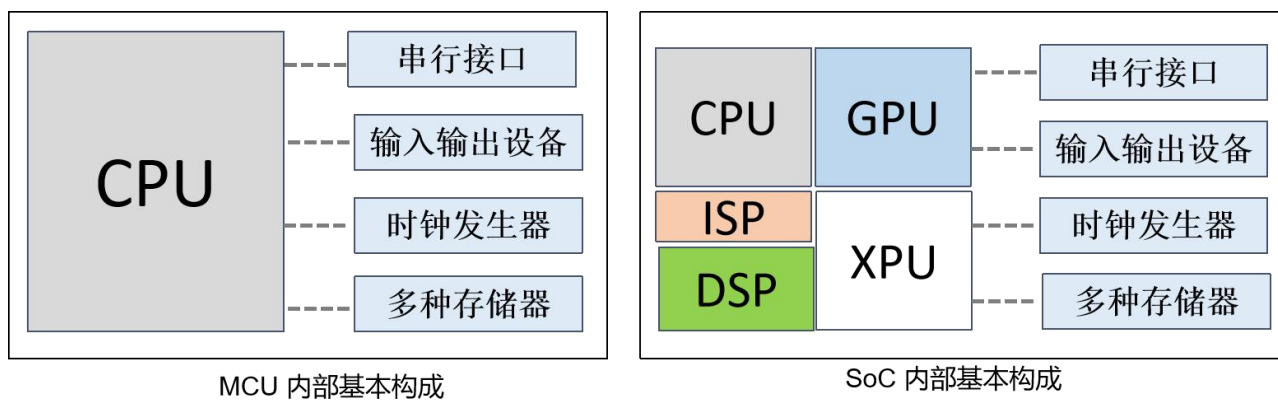 CPU
串行接口
输入输出设备
时钟发生器
多种存储器
MCU 内部基本构成
CPU
GPU
ISP
DSP
XPU
串行接口
输入输出设备
时钟发生器
多种存储器
SoC 内部基本构成